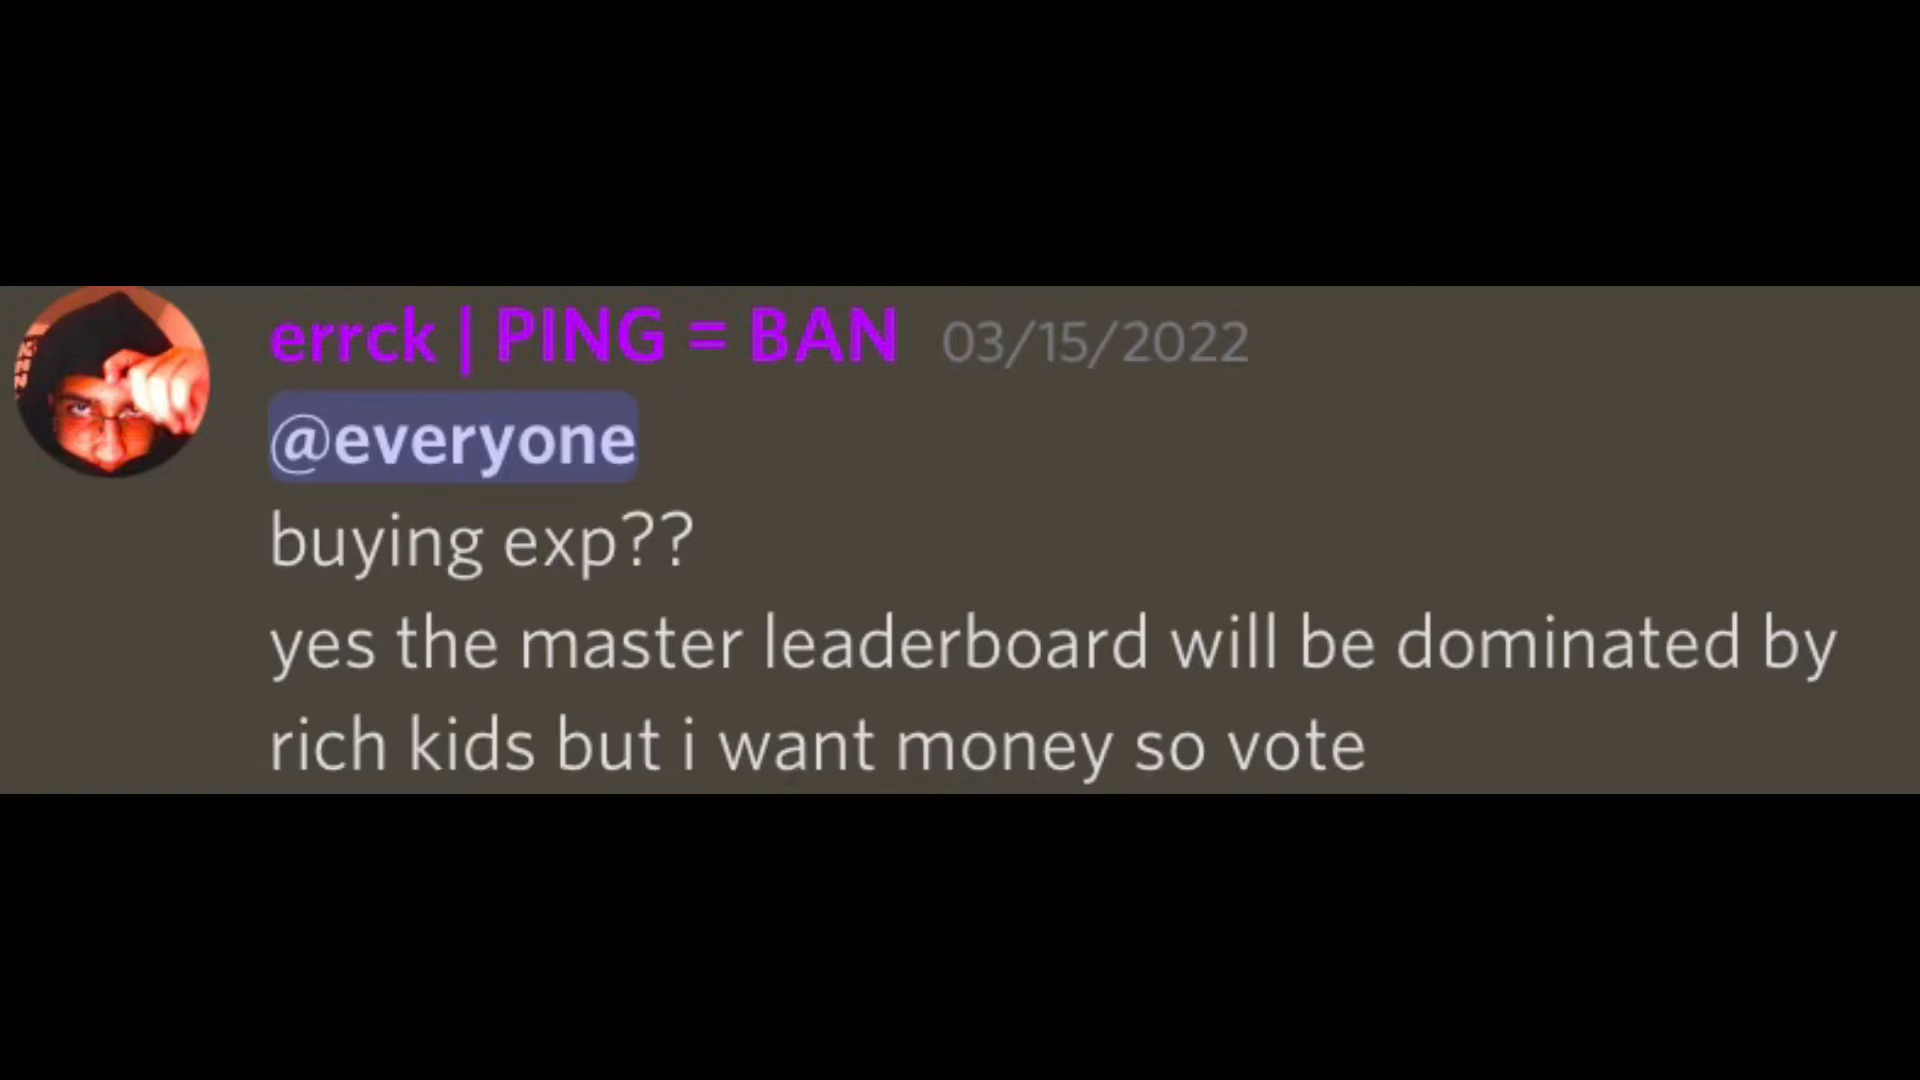 errck | PING = BAN 03/15/2022
@everyone
buying exp??
yes the master leaderboard will be dominated by
rich kids but i want money so vote